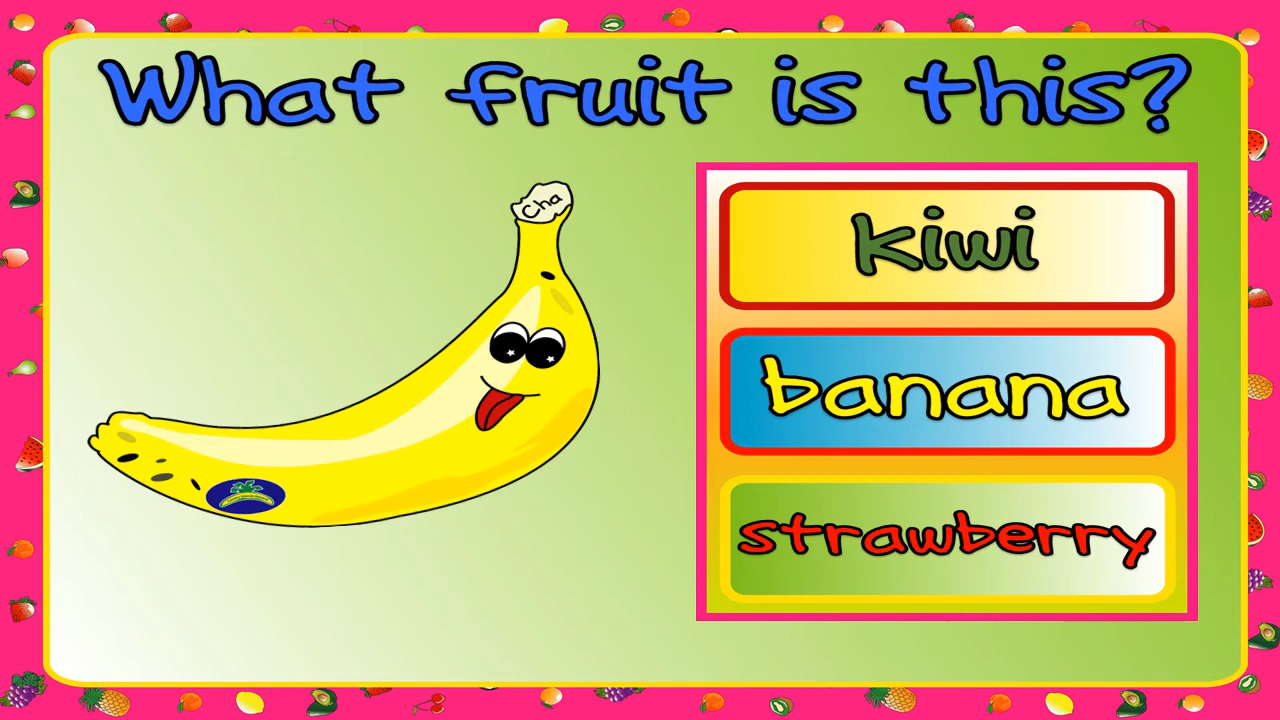 What fruit is this?
Cha
kiwi
banana
strawberry